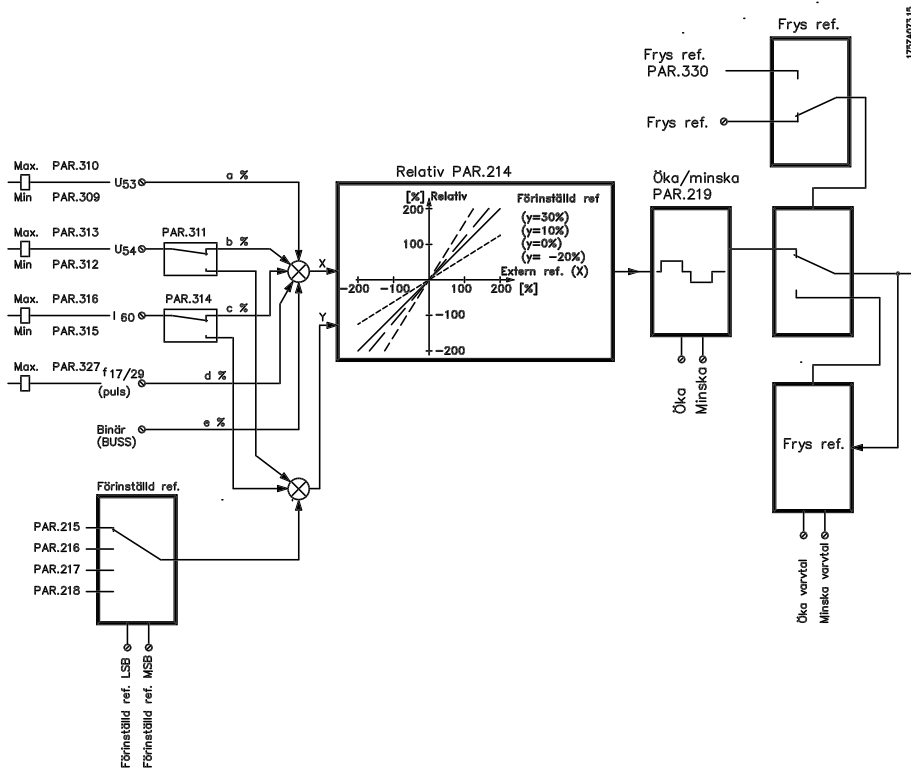 175ZA073.15
Frys ref.
Frys ref.
PAR.330
Frys ref.
Max. PAR.310
Min PAR.309
U53
a %
Max. PAR.313
Min PAR.312
U54
PAR.311
b %
Max. PAR.316
Min PAR.315
I 60
PAR.314
c %
Max. PAR.327
f 17/29
(puls)
d %
Binär
(BUSS)
e %
X
Y
Relativ PAR.214
[%] Relativ
200
100
-200 -100
100 200 [%]
-100
-200
Förinställd ref
(y=30%)
(y=10%)
(y=0%)
(y= -20%)
Extern ref. (X)
Öka/minska
PAR.219
Öka
Minska
Frys ref.
Öka varvtal
Minska varvtal
Förinställd ref.
PAR.215
PAR.216
PAR.217
PAR.218
Förinställd ref. LSB
Förinställd ref. MSB